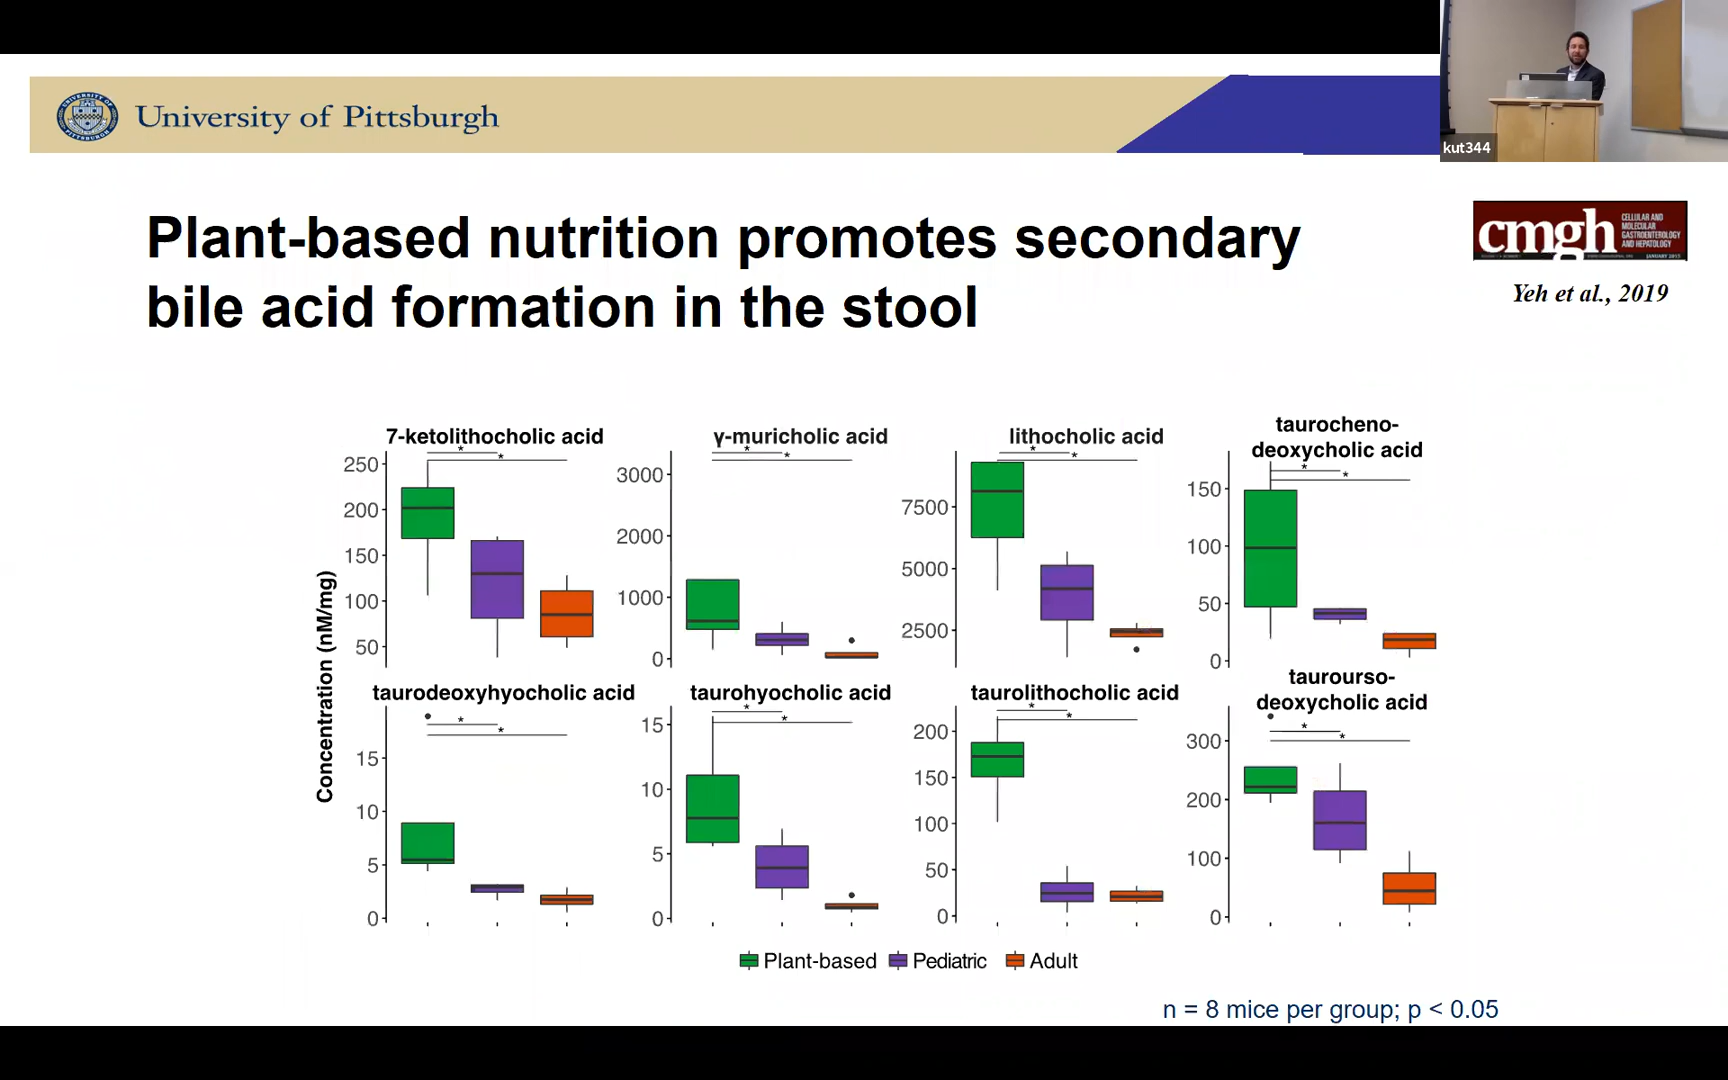 University of Pittsburgh
kut344
Plant-based nutrition promotes secondary
bile acid formation in the stool
cmgh
CELLULAR AND
MOLECULAR
GASTROENTEROLOGY
AND HEPATOLOGY
JANUARY 2015
Yeh et al., 2019
Concentration (nM/mg)
7-ketolithocholic acid
* *
250
200
150
100
50
γ-muricholic acid
* *
3000
2000
1000
0
lithocholic acid
* *
7500
5000
2500
taurocheno-
deoxycholic acid
* *
150
100
50
0
taurodeoxyhyocholic acid
* *
15
10
5
0
taurohyocholic acid
* *
15
10
5
0
taurolithocholic acid
* *
200
150
100
50
0
taurourso-
deoxycholic acid
* *
300
200
100
0
Plant-based Pediatric Adult
n = 8 mice per group; p < 0.05